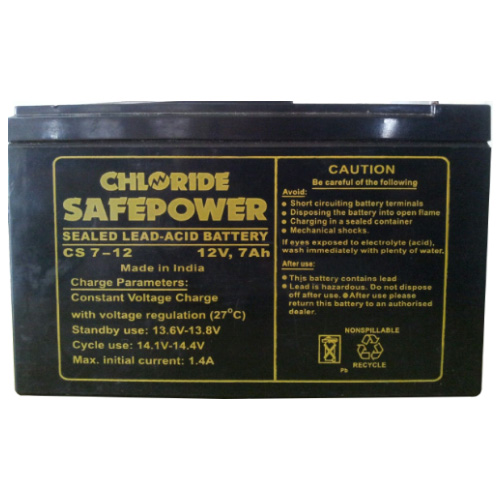 CHLORIDE
SAFEPOWER
SEALED LEAD-ACID BATTERY
CS 7-12 12V, 7Ah
Made in India
Charge Parameters:
Constant Voltage Charge
with voltage regulation (27°C)
Standby use: 13.6V-13.8V
Cycle use: 14.1V-14.4V
Max. initial current: 1.4A
CAUTION
Be careful of the following
Avoid:
• Short circuiting battery terminals
• Disposing the battery into open flame
• Charging in a sealed container
• Mechanical shocks.
If eyes exposed to electrolyte (acid),
wash immediately with plenty of water.
After use:
• This battery contains lead
• Lead is hazardous. Do not dispose
off after use. • After use please
return this battery to an authorised
dealer.
NONSPILLABLE
Pb RECYCLE